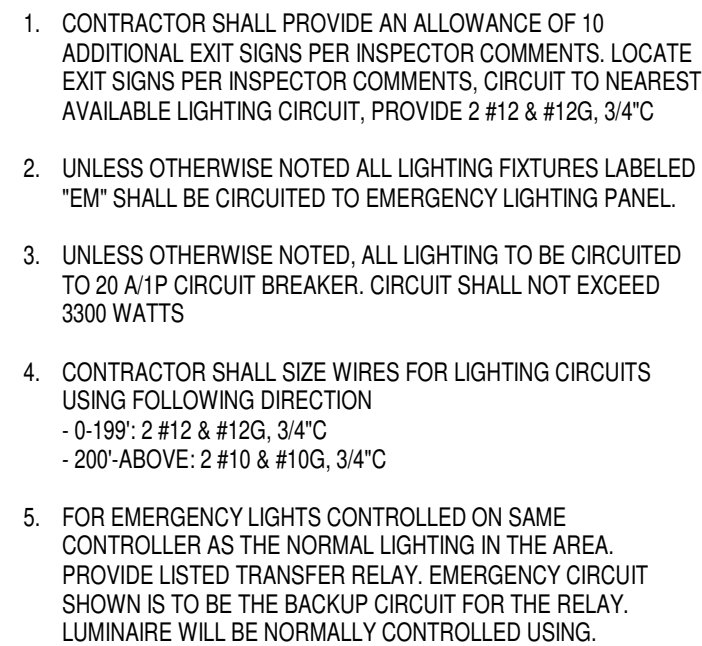 1. CONTRACTOR SHALL PROVIDE AN ALLOWANCE OF 10
ADDITIONAL EXIT SIGNS PER INSPECTOR COMMENTS. LOCATE
EXIT SIGNS PER INSPECTOR COMMENTS, CIRCUIT TO NEAREST
AVAILABLE LIGHTING CIRCUIT, PROVIDE 2 #12 & #12G, 3/4"C
2. UNLESS OTHERWISE NOTED ALL LIGHTING FIXTURES LABELED
"EM" SHALL BE CIRCUITED TO EMERGENCY LIGHTING PANEL.
3. UNLESS OTHERWISE NOTED, ALL LIGHTING TO BE CIRCUITED
TO 20 A/1P CIRCUIT BREAKER. CIRCUIT SHALL NOT EXCEED
3300 WATTS
4. CONTRACTOR SHALL SIZE WIRES FOR LIGHTING CIRCUITS
USING FOLLOWING DIRECTION
- 0-199': 2 #12 & #12G, 3/4"C
- 200'-ABOVE: 2 #10 & #10G, 3/4"C
5. FOR EMERGENCY LIGHTS CONTROLLED ON SAME
CONTROLLER AS THE NORMAL LIGHTING IN THE AREA.
PROVIDE LISTED TRANSFER RELAY. EMERGENCY CIRCUIT
SHOWN IS TO BE THE BACKUP CIRCUIT FOR THE RELAY.
LUMINAIRE WILL BE NORMALLY CONTROLLED USING.